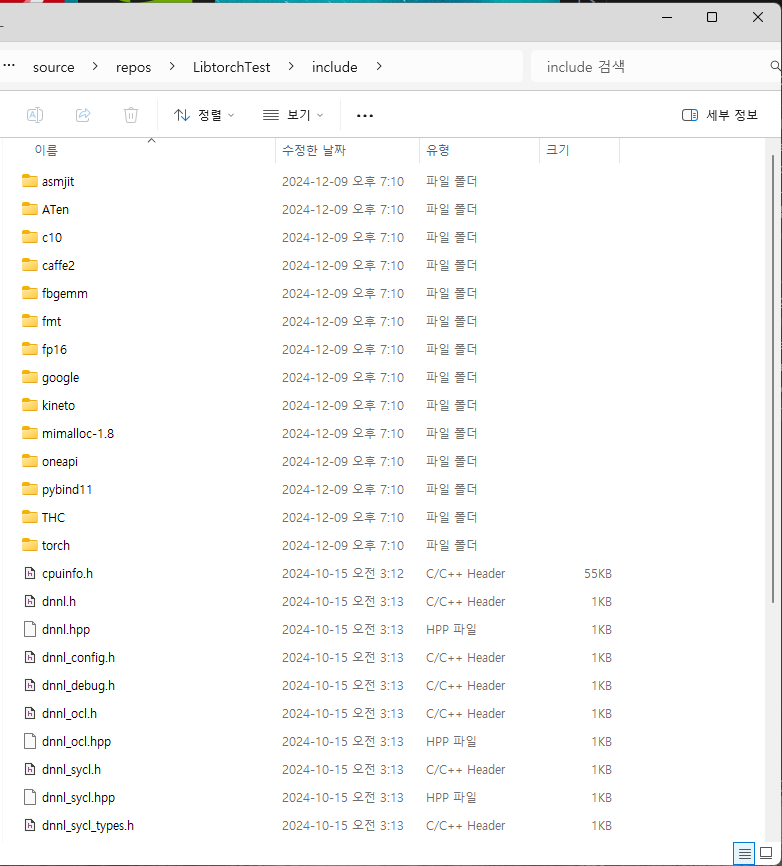 ... source > repos > LibtorchTest > include >
include 검색
정렬 보기 ... 세부 정보
이름 수정한 날짜 유형 크기
asmjit 2024-12-09 오후 7:10 파일 폴더
ATen 2024-12-09 오후 7:10 파일 폴더
c10 2024-12-09 오후 7:10 파일 폴더
caffe2 2024-12-09 오후 7:10 파일 폴더
fbgemm 2024-12-09 오후 7:10 파일 폴더
fmt 2024-12-09 오후 7:10 파일 폴더
fp16 2024-12-09 오후 7:10 파일 폴더
google 2024-12-09 오후 7:10 파일 폴더
kineto 2024-12-09 오후 7:10 파일 폴더
mimalloc-1.8 2024-12-09 오후 7:10 파일 폴더
oneapi 2024-12-09 오후 7:10 파일 폴더
pybind11 2024-12-09 오후 7:10 파일 폴더
THC 2024-12-09 오후 7:10 파일 폴더
torch 2024-12-09 오후 7:10 파일 폴더
cpuinfo.h 2024-10-15 오전 3:12 C/C++ Header 55KB
dnnl.h 2024-10-15 오전 3:13 C/C++ Header 1KB
dnnl.hpp 2024-10-15 오전 3:13 HPP 파일 1KB
dnnl_config.h 2024-10-15 오전 3:13 C/C++ Header 1KB
dnnl_debug.h 2024-10-15 오전 3:13 C/C++ Header 1KB
dnnl_ocl.h 2024-10-15 오전 3:13 C/C++ Header 1KB
dnnl_ocl.hpp 2024-10-15 오전 3:13 HPP 파일 1KB
dnnl_sycl.h 2024-10-15 오전 3:13 C/C++ Header 1KB
dnnl_sycl.hpp 2024-10-15 오전 3:13 HPP 파일 1KB
dnnl_sycl_types.h 2024-10-15 오전 3:13 C/C++ Header 1KB